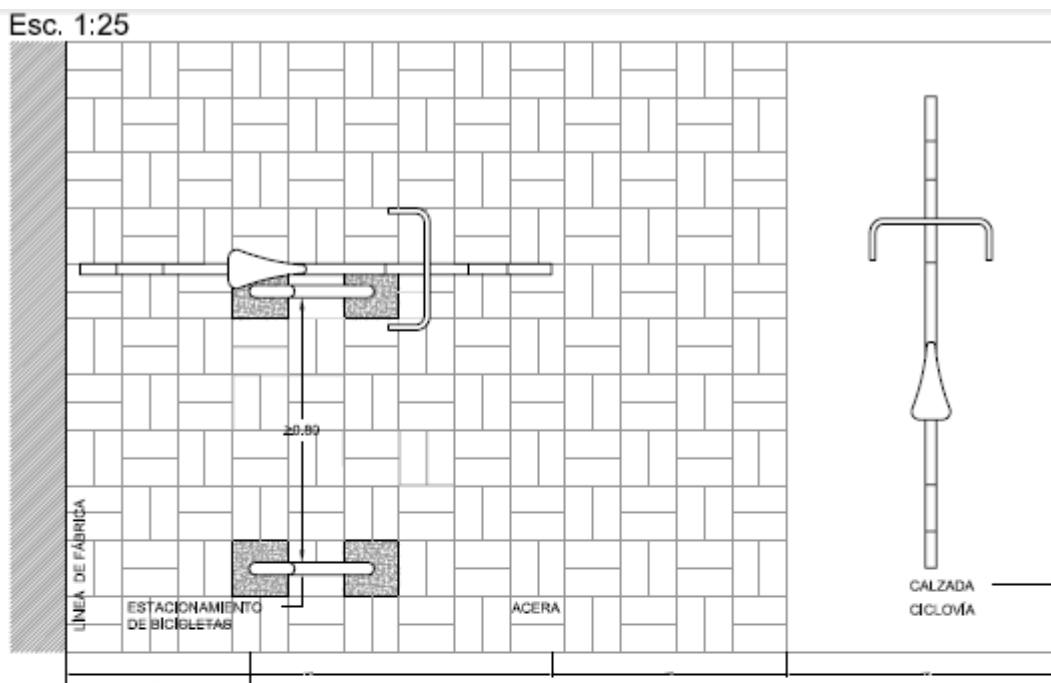 Esc. 1:25
≥0.80
LÍNEA DE FÁBRICA
ESTACIONAMIENTO
DE BICICLETAS
ACERA
CALZADA
CICLOVÍA